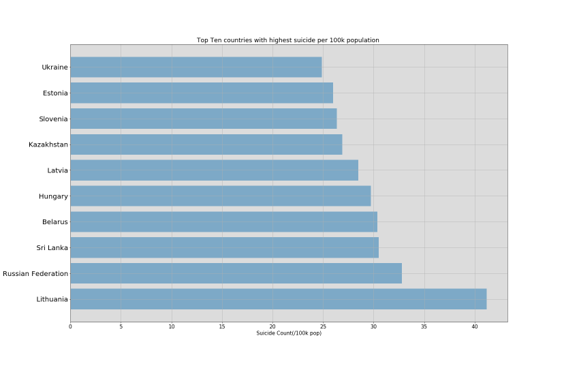 Top Ten countries with highest suicide per 100k population
Ukraine
Estonia
Slovenia
Kazakhstan
Latvia
Hungary
Belarus
Sri Lanka
Russian Federation
Lithuania
0 5 10 15 20 25 30 35 40
Suicide Count(/100k pop)